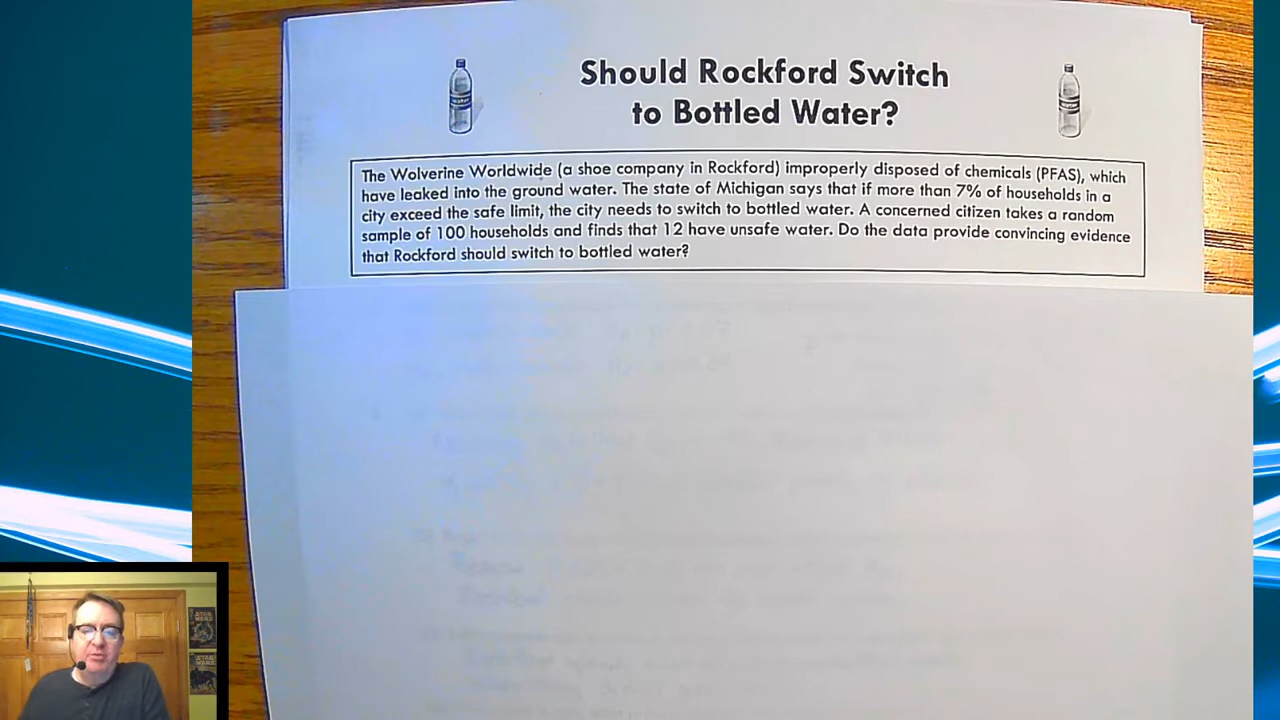 Should Rockford Switch
to Bottled Water?
The Wolverine Worldwide (a shoe company in Rockford) improperly disposed of chemicals (PFAS), which
have leaked into the ground water. The state of Michigan says that if more than 7% of households in a
city exceed the safe limit, the city needs to switch to bottled water. A concerned citizen takes a random
sample of 100 households and finds that 12 have unsafe water. Do the data provide convincing evidence
that Rockford should switch to bottled water?
STAR
WARS
STAR
WARS